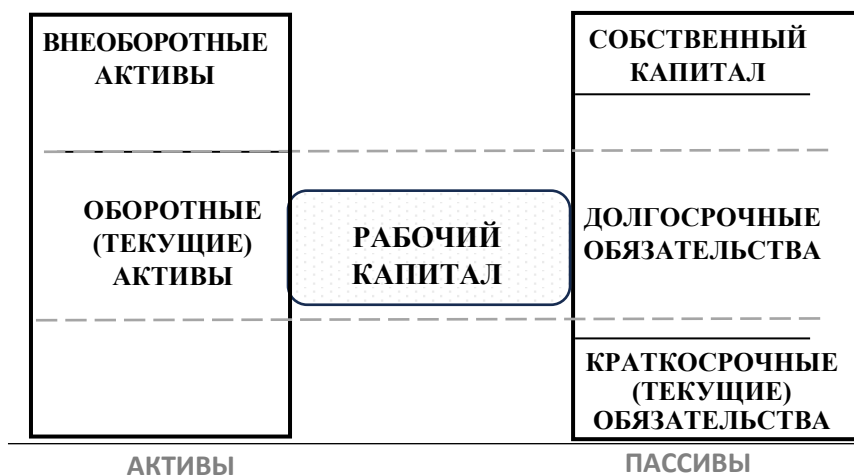 ВНЕОБОРОТНЫЕ
АКТИВЫ
ОБОРОТНЫЕ
(ТЕКУЩИЕ)
АКТИВЫ
РАБОЧИЙ
КАПИТАЛ
СОБСТВЕННЫЙ
КАПИТАЛ
ДОЛГОСРОЧНЫЕ
ОБЯЗАТЕЛЬСТВА
КРАТКОСРОЧНЫЕ
(ТЕКУЩИЕ)
ОБЯЗАТЕЛЬСТВА
АКТИВЫ
ПАССИВЫ